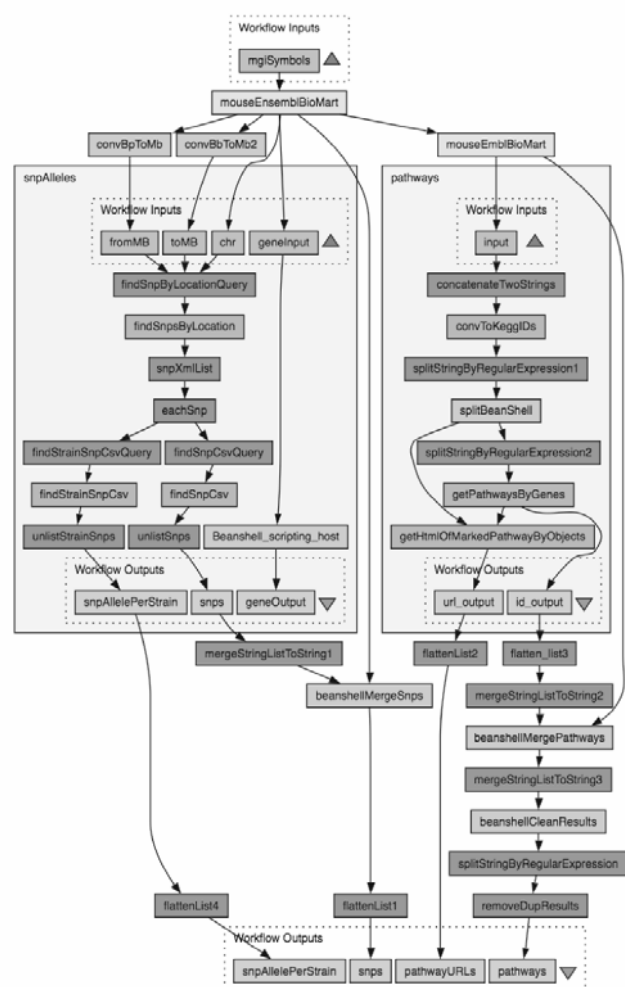 Workflow Inputs
mgiSymbols
mouseEnsemblBioMart
convBpToMb
convBbToMb2
mouseEmblBioMart
snpAlleles
pathways
Workflow Inputs
Workflow Inputs
fromMB
toMB
chr
geneInput
input
findSnpByLocationQuery
concatenateTwoStrings
findSnpsByLocation
convToKeggIDs
snpXmlList
splitStringByRegularExpression1
eachSnp
splitBeanShell
findStrainSnpCsvQuery
findSnpCsvQuery
splitStringByRegularExpression2
findStrainSnpCsv
findSnpCsv
getPathwaysByGenes
unlistStrainSnps
unlistSnps
Beanshell_scripting_host
getHtmlOfMarkedPathwayByObjects
Workflow Outputs
Workflow Outputs
snpAllelePerStrain
snps
geneOutput
url_output
id_output
mergeStringListToString1
flattenList2
flatten_list3
beanshellMergeSnps
mergeStringListToString2
beanshellMergePathways
mergeStringListToString3
beanshellCleanResults
splitStringByRegularExpression
flattenList4
flattenList1
removeDupResults
Workflow Outputs
snpAllelePerStrain
snps
pathwayURLs
pathways